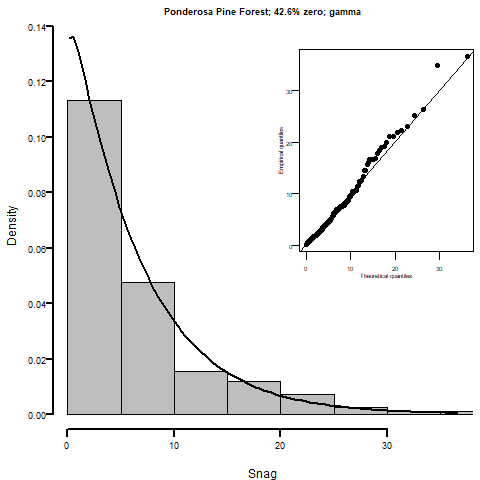 Ponderosa Pine Forest; 42.6% zero; gamma
0.14
0.12
0.10
0.08
0.06
0.04
0.02
0.00
Density
0 10 20 30
Snag
30
20
10
0
Empirical quantiles
0 10 20 30
Theoretical quantiles